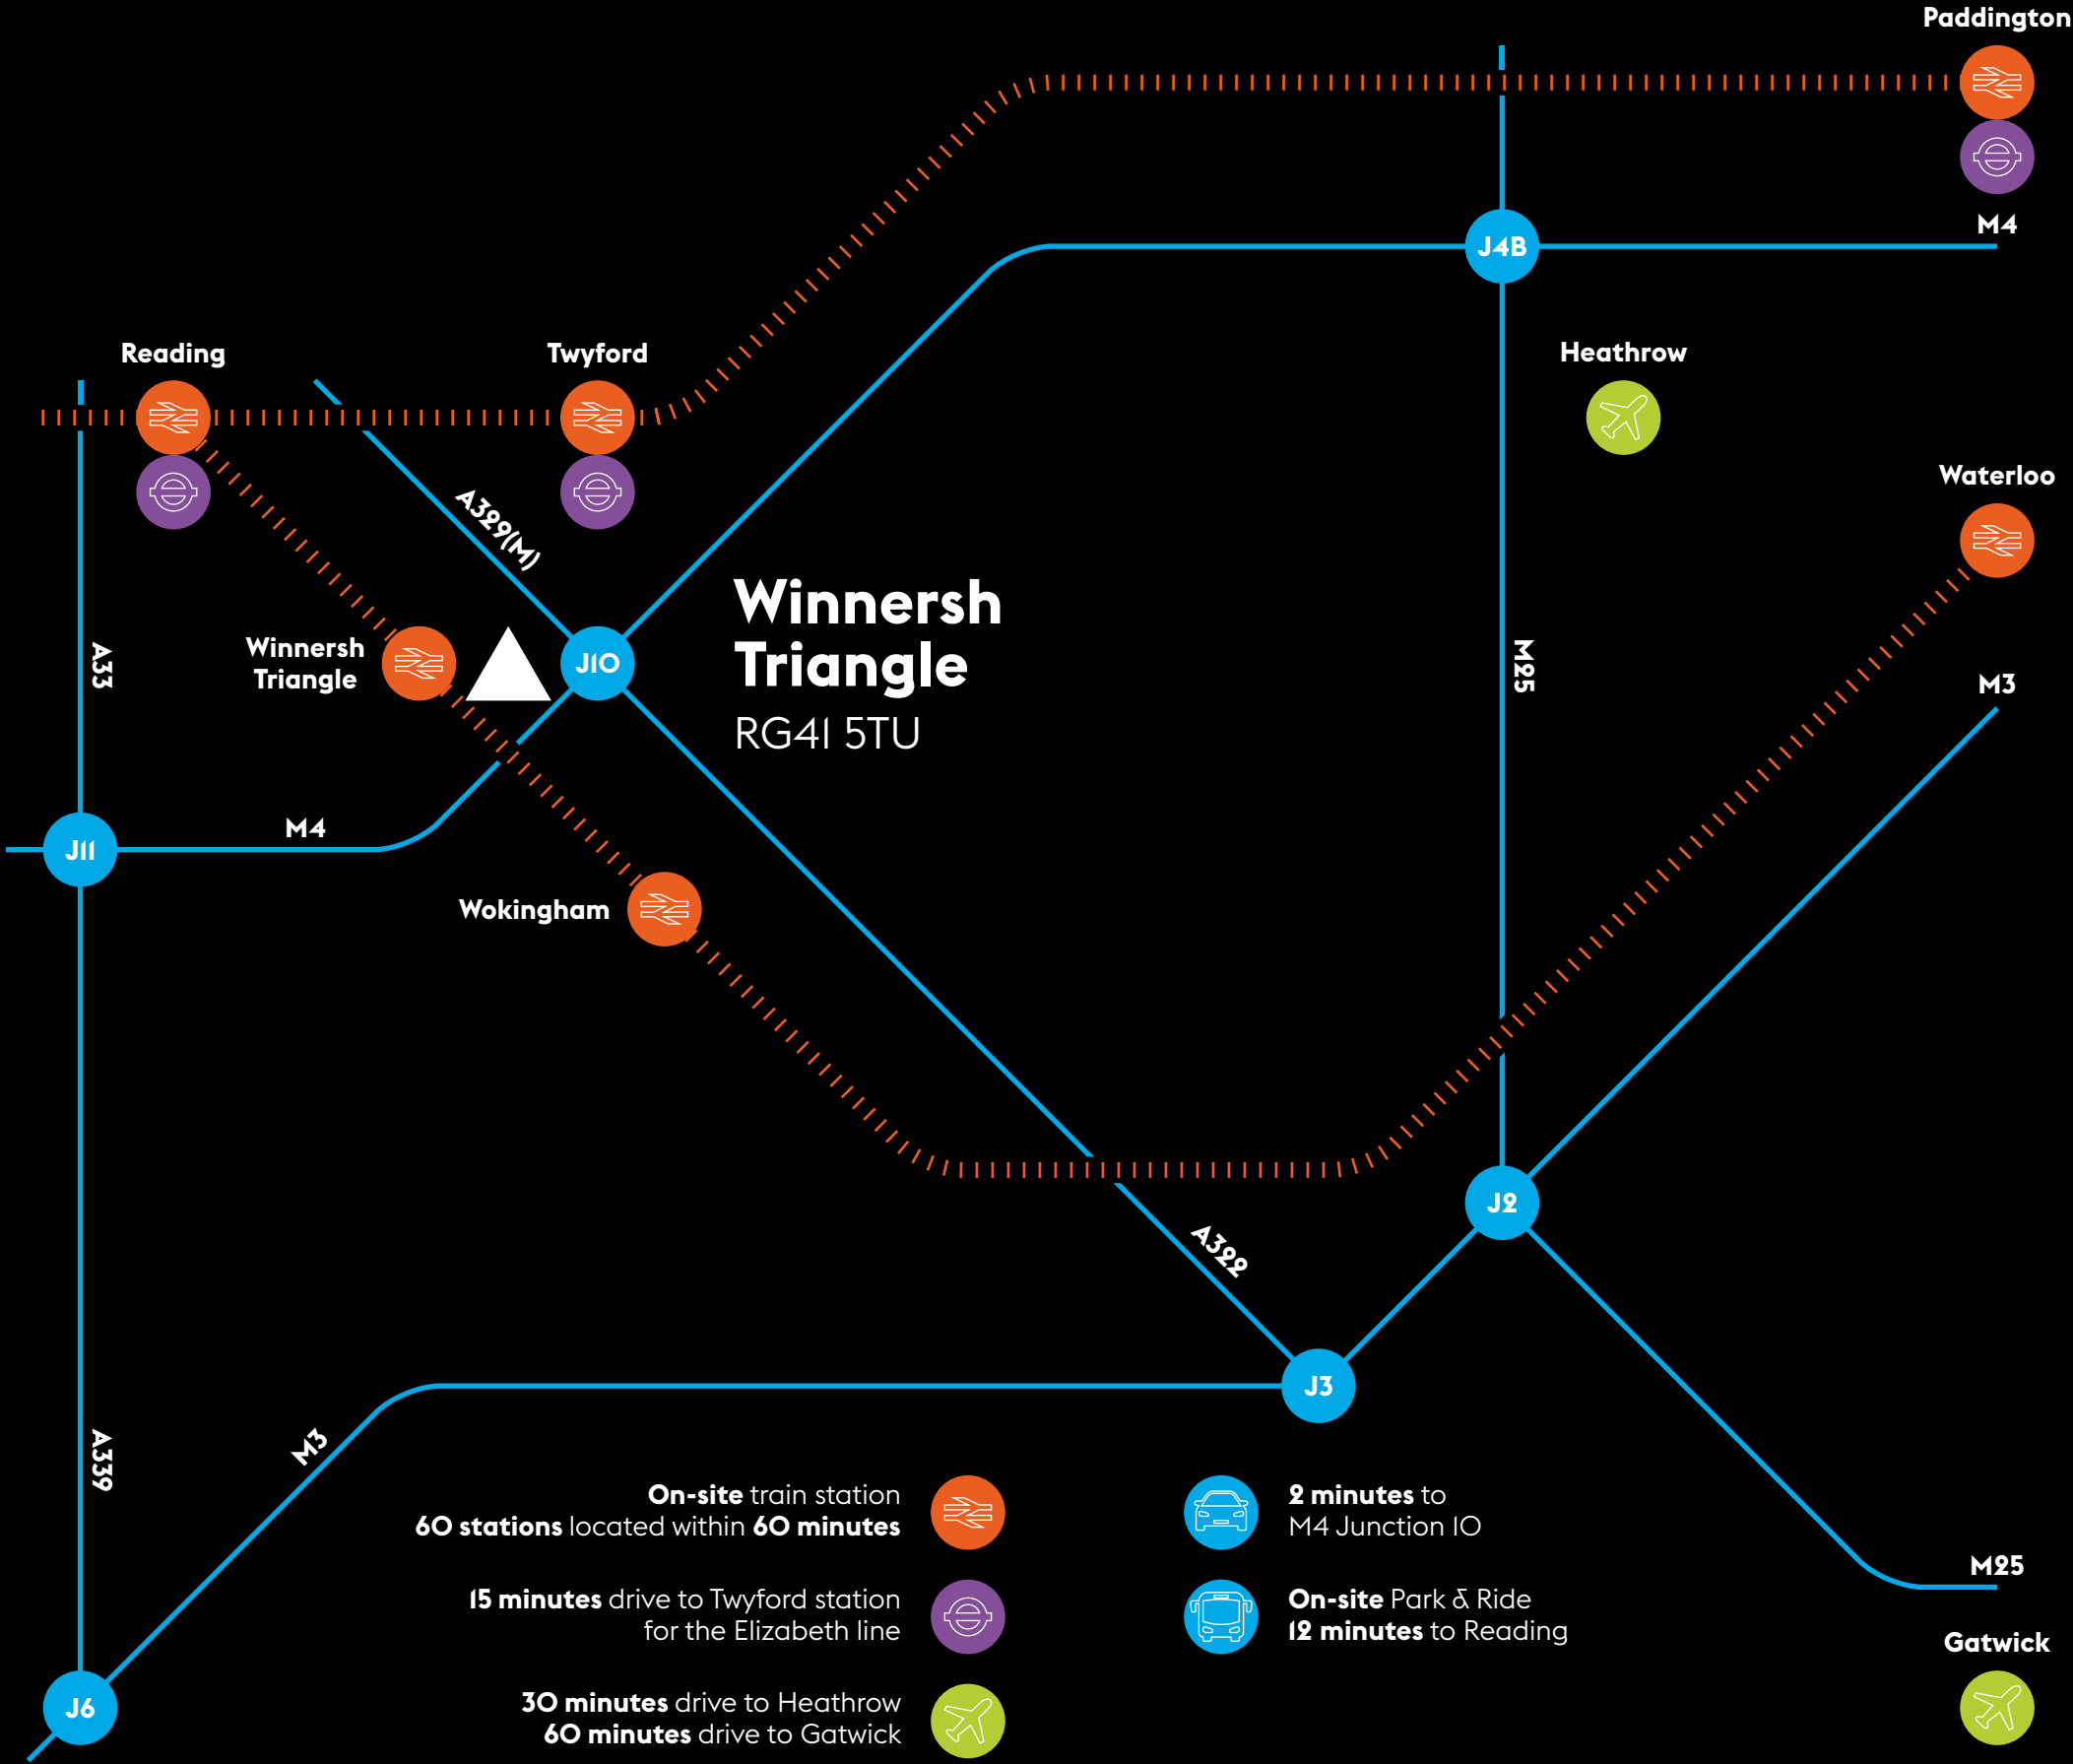 Paddington
M4
J4B
Reading
Twyford
Heathrow
A329(M)
Waterloo
Winnersh
Triangle
RG41 5TU
Winnersh
Triangle
J10
A33
M25
M3
J11
M4
Wokingham
J2
A322
J3
A339
M3
On-site train station
60 stations located within 60 minutes
15 minutes drive to Twyford station
for the Elizabeth line
30 minutes drive to Heathrow
60 minutes drive to Gatwick
2 minutes to
M4 Junction 10
On-site Park & Ride
12 minutes to Reading
M25
Gatwick
J6